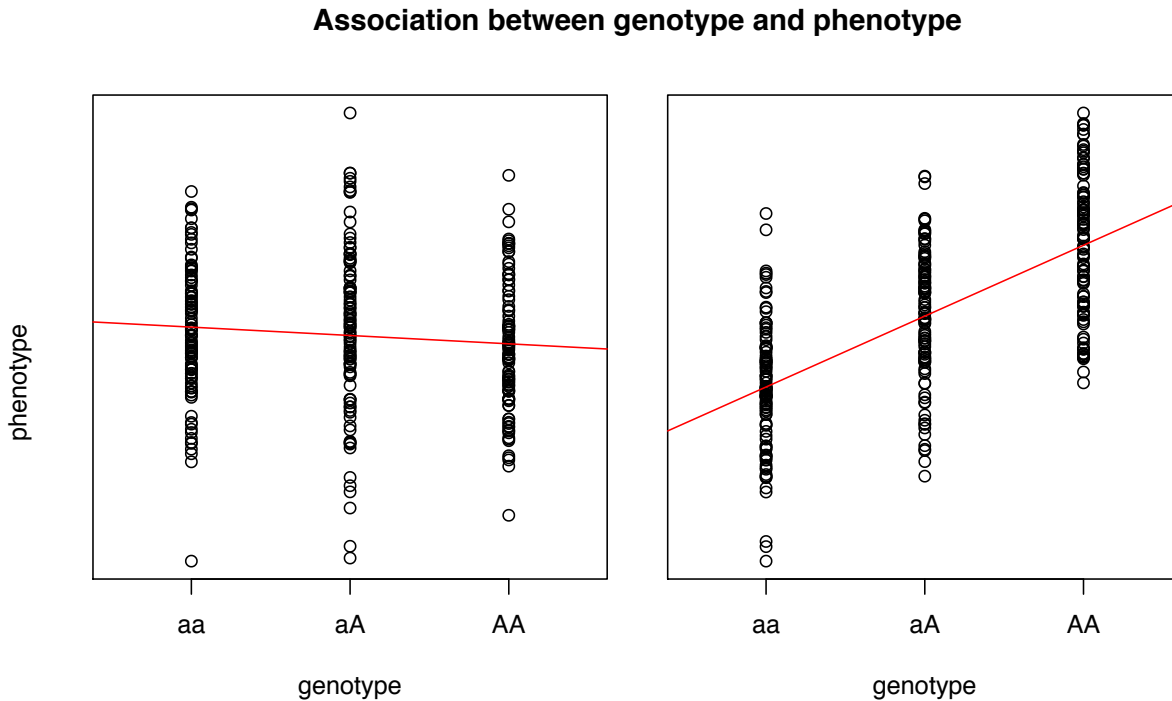 Association between genotype and phenotype
phenotype
aa aA AA
genotype
aa aA AA
genotype